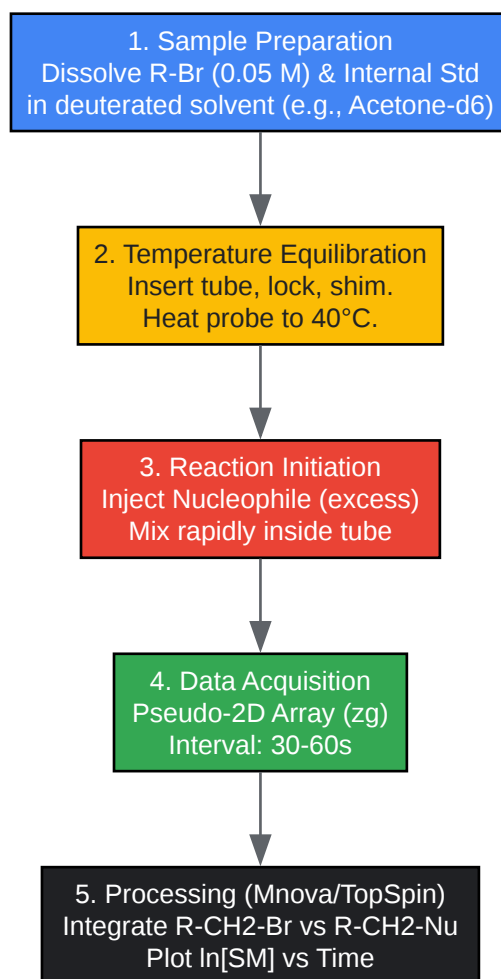 1. Sample Preparation
Dissolve R-Br (0.05 M) & Internal Std
in deuterated solvent (e.g., Acetone-d6)
2. Temperature Equilibration
Insert tube, lock, shim.
Heat probe to 40°C.
3. Reaction Initiation
Inject Nucleophile (excess)
Mix rapidly inside tube
4. Data Acquisition
Pseudo-2D Array (zg)
Interval: 30-60s
5. Processing (Mnova/TopSpin)
Integrate R-CH2-Br vs R-CH2-Nu
Plot ln[SM] vs Time